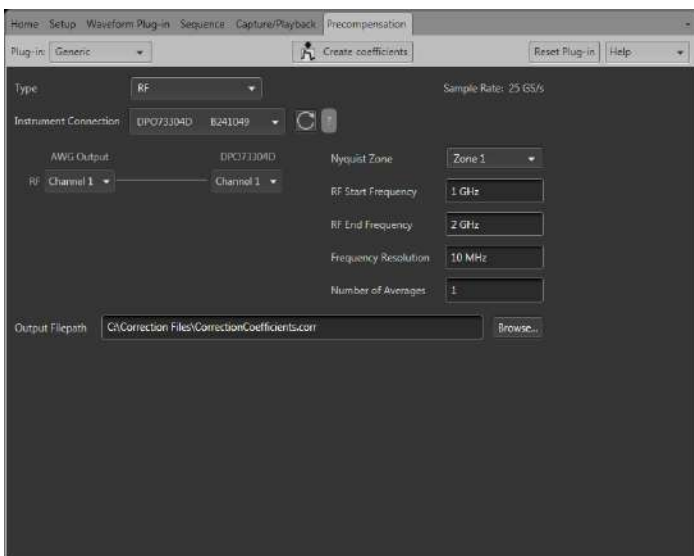 Home Setup Waveform Plug-in Sequence Capture/Playback Precompensation
Plug-in: Generic Create coefficients Reset Plug-in Help
Type RF Sample Rate: 25 GS/s
Instrument Connection DPO73304D B241049
AWG Output DPO73304D Nyquist Zone Zone 1
RF Channel 1 Channel 1
RF Start Frequency 1 GHz
RF End Frequency 2 GHz
Frequency Resolution 10 MHz
Number of Averages 1
Output Filepath C:\Correction Files\CorrectionCoefficients.corr Browse...